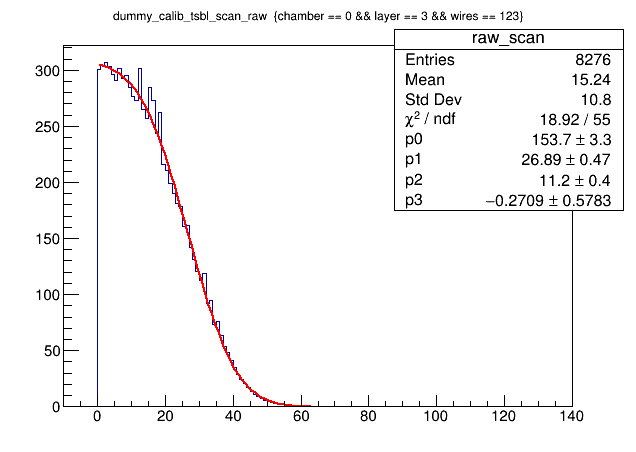 dummy_calib_tsbl_scan_raw {chamber == 0 && layer == 3 && wires == 123}
raw_scan
Entries 8276
Mean 15.24
Std Dev 10.8
χ² / ndf 18.92 / 55
p0 153.7 ± 3.3
p1 26.89 ± 0.47
p2 11.2 ± 0.4
p3 −0.2709 ± 0.5783
300
250
200
150
100
50
0
0 20 40 60 80 100 120 140